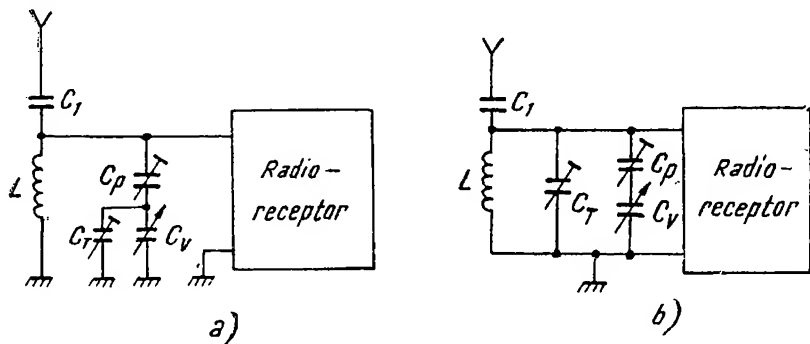 C₁
L
Cp
CT
Cv
Radio-
receptor
a)
C₁
L
CT
Cp
Cv
Radio-
receptor
b)